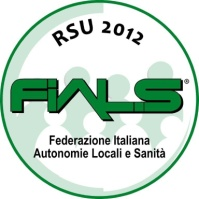 RSU 2012
FIALS®
Federazione Italiana
Autonomie Locali e Sanità